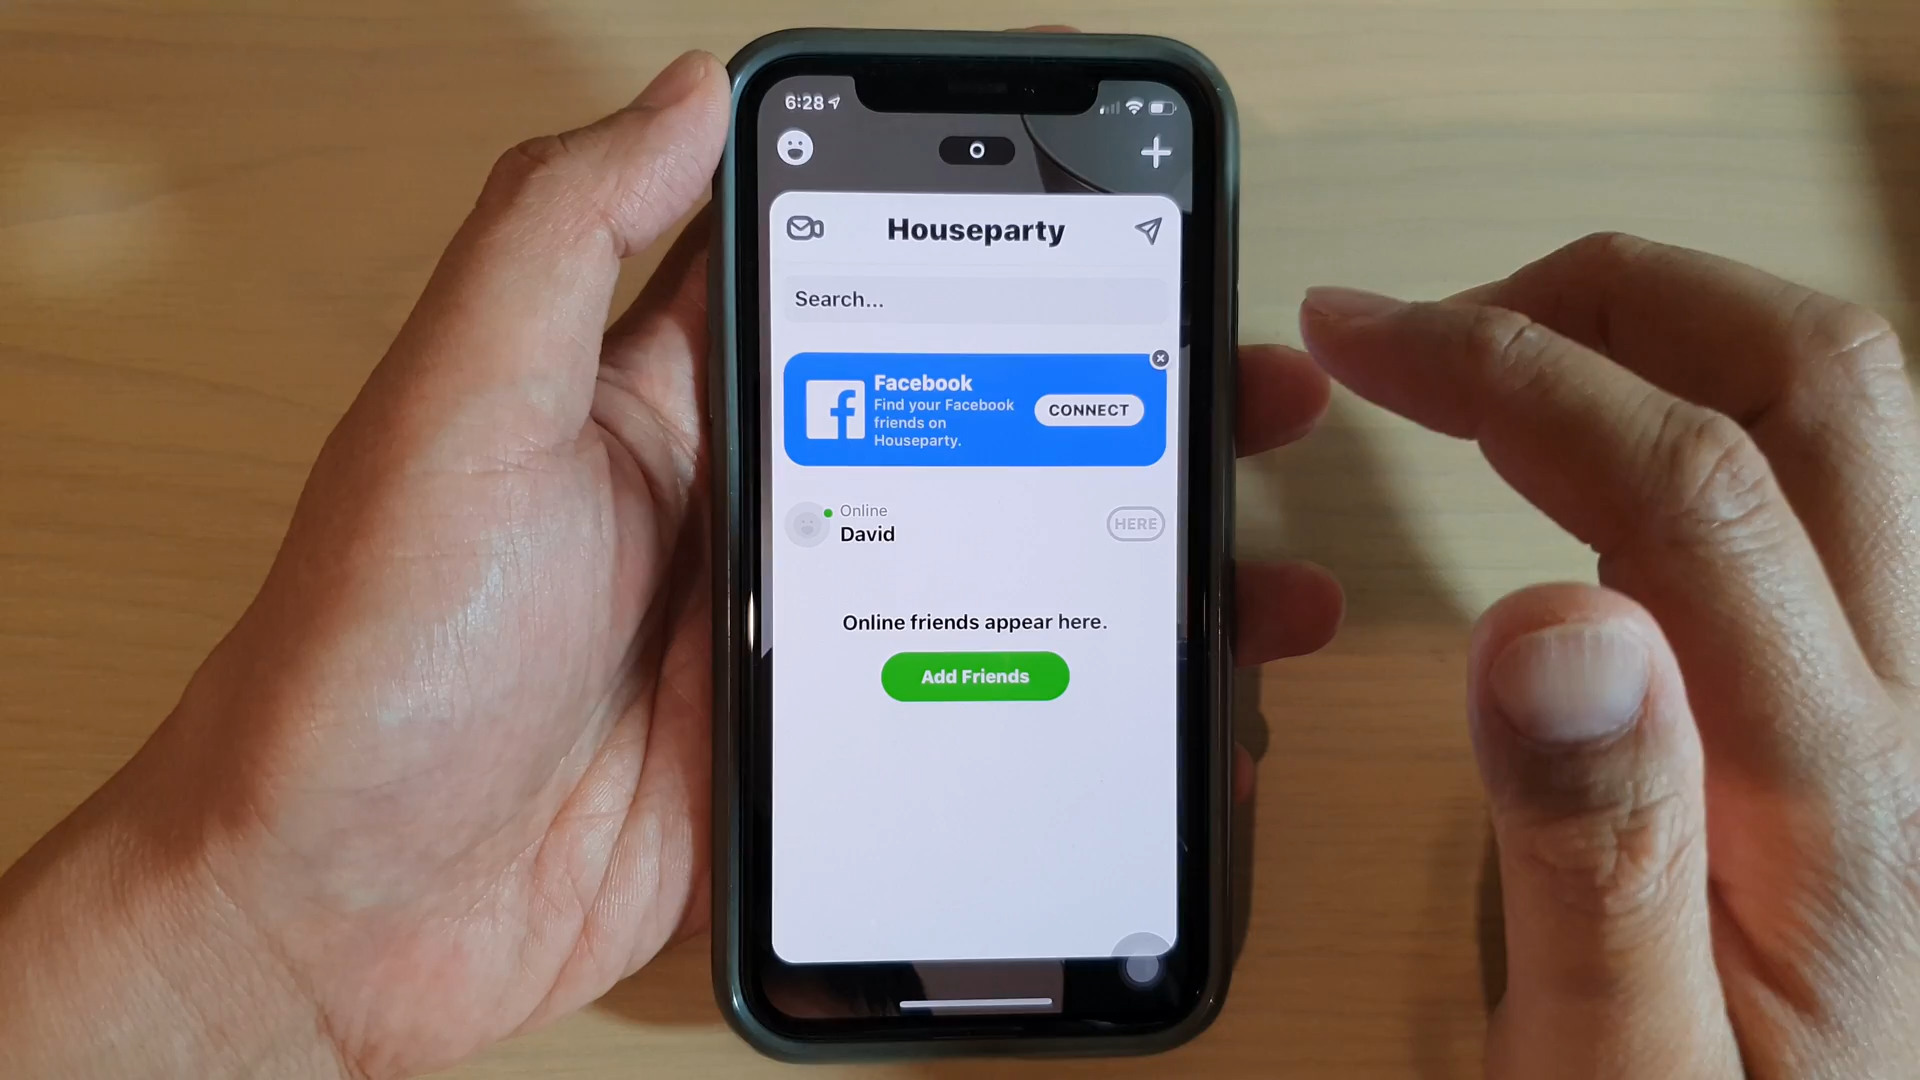 6:28
Houseparty
Search...
Facebook
Find your Facebook
friends on
Houseparty.
CONNECT
Online
David
HERE
Online friends appear here.
Add Friends